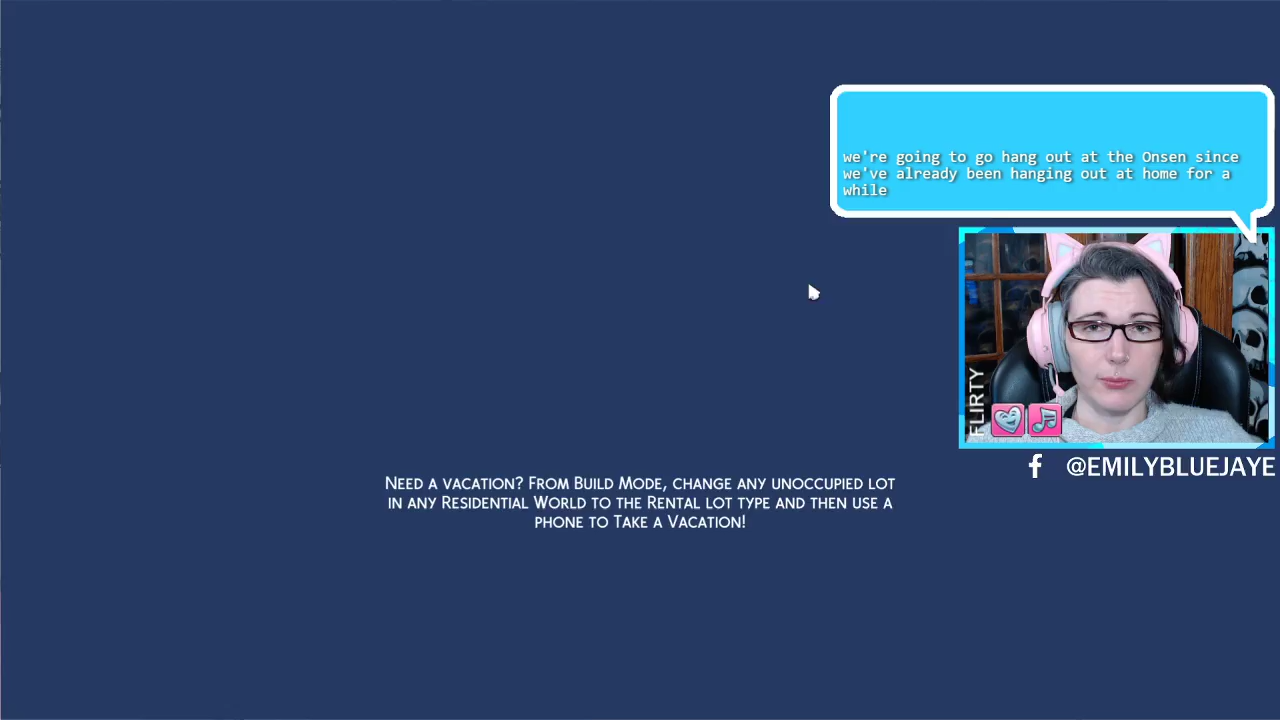 we're going to go hang out at the Onsen since
we've already been hanging out at home for a
while
FLIRTY
@EMILYBLUEJAYE
NEED A VACATION? FROM BUILD MODE, CHANGE ANY UNOCCUPIED LOT
IN ANY RESIDENTIAL WORLD TO THE RENTAL LOT TYPE AND THEN USE A
PHONE TO TAKE A VACATION!